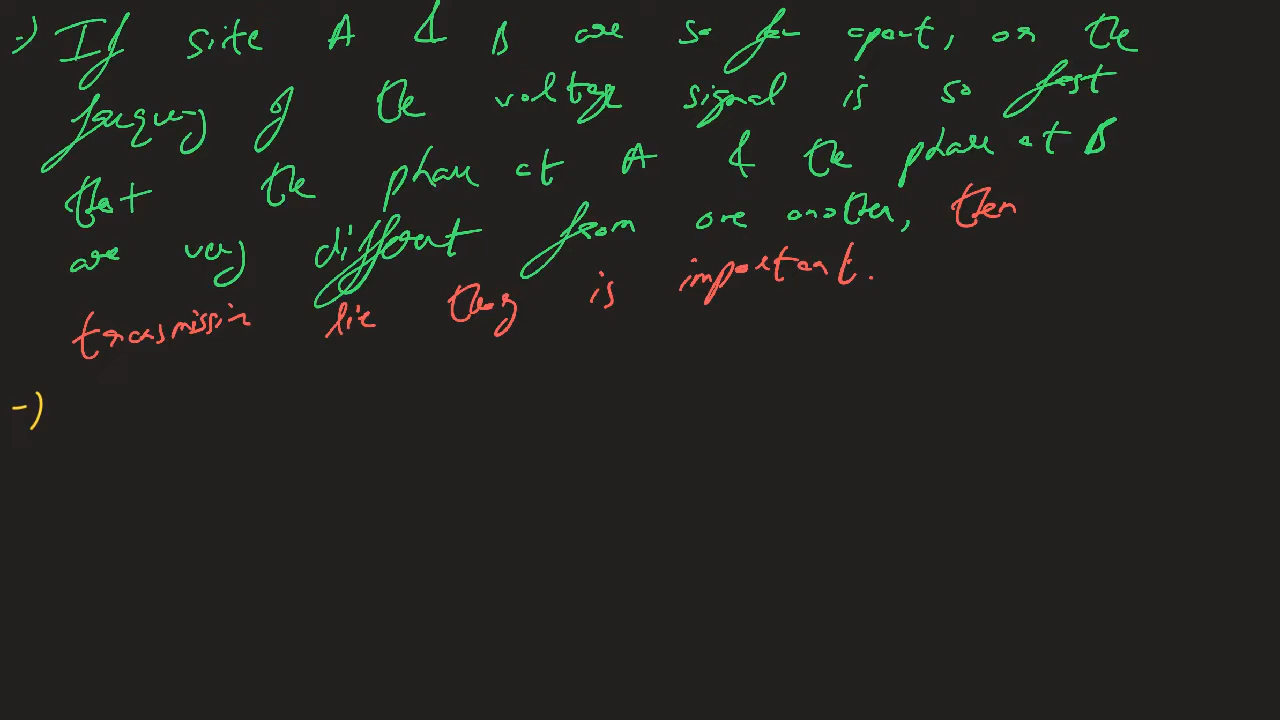 -) If site A & B are so far apart, or the
frequency of the voltage signal is so fast
that the phase at A & the phase at B
are very different from one another, then
transmission line theory is important.
-)